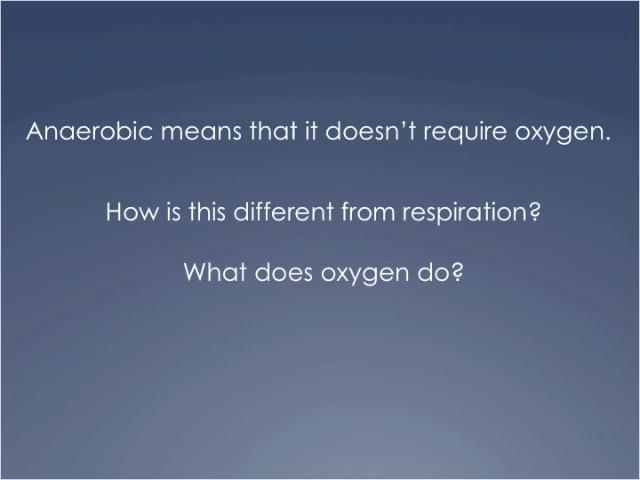 Anaerobic means that it doesn’t require oxygen.
How is this different from respiration?
What does oxygen do?